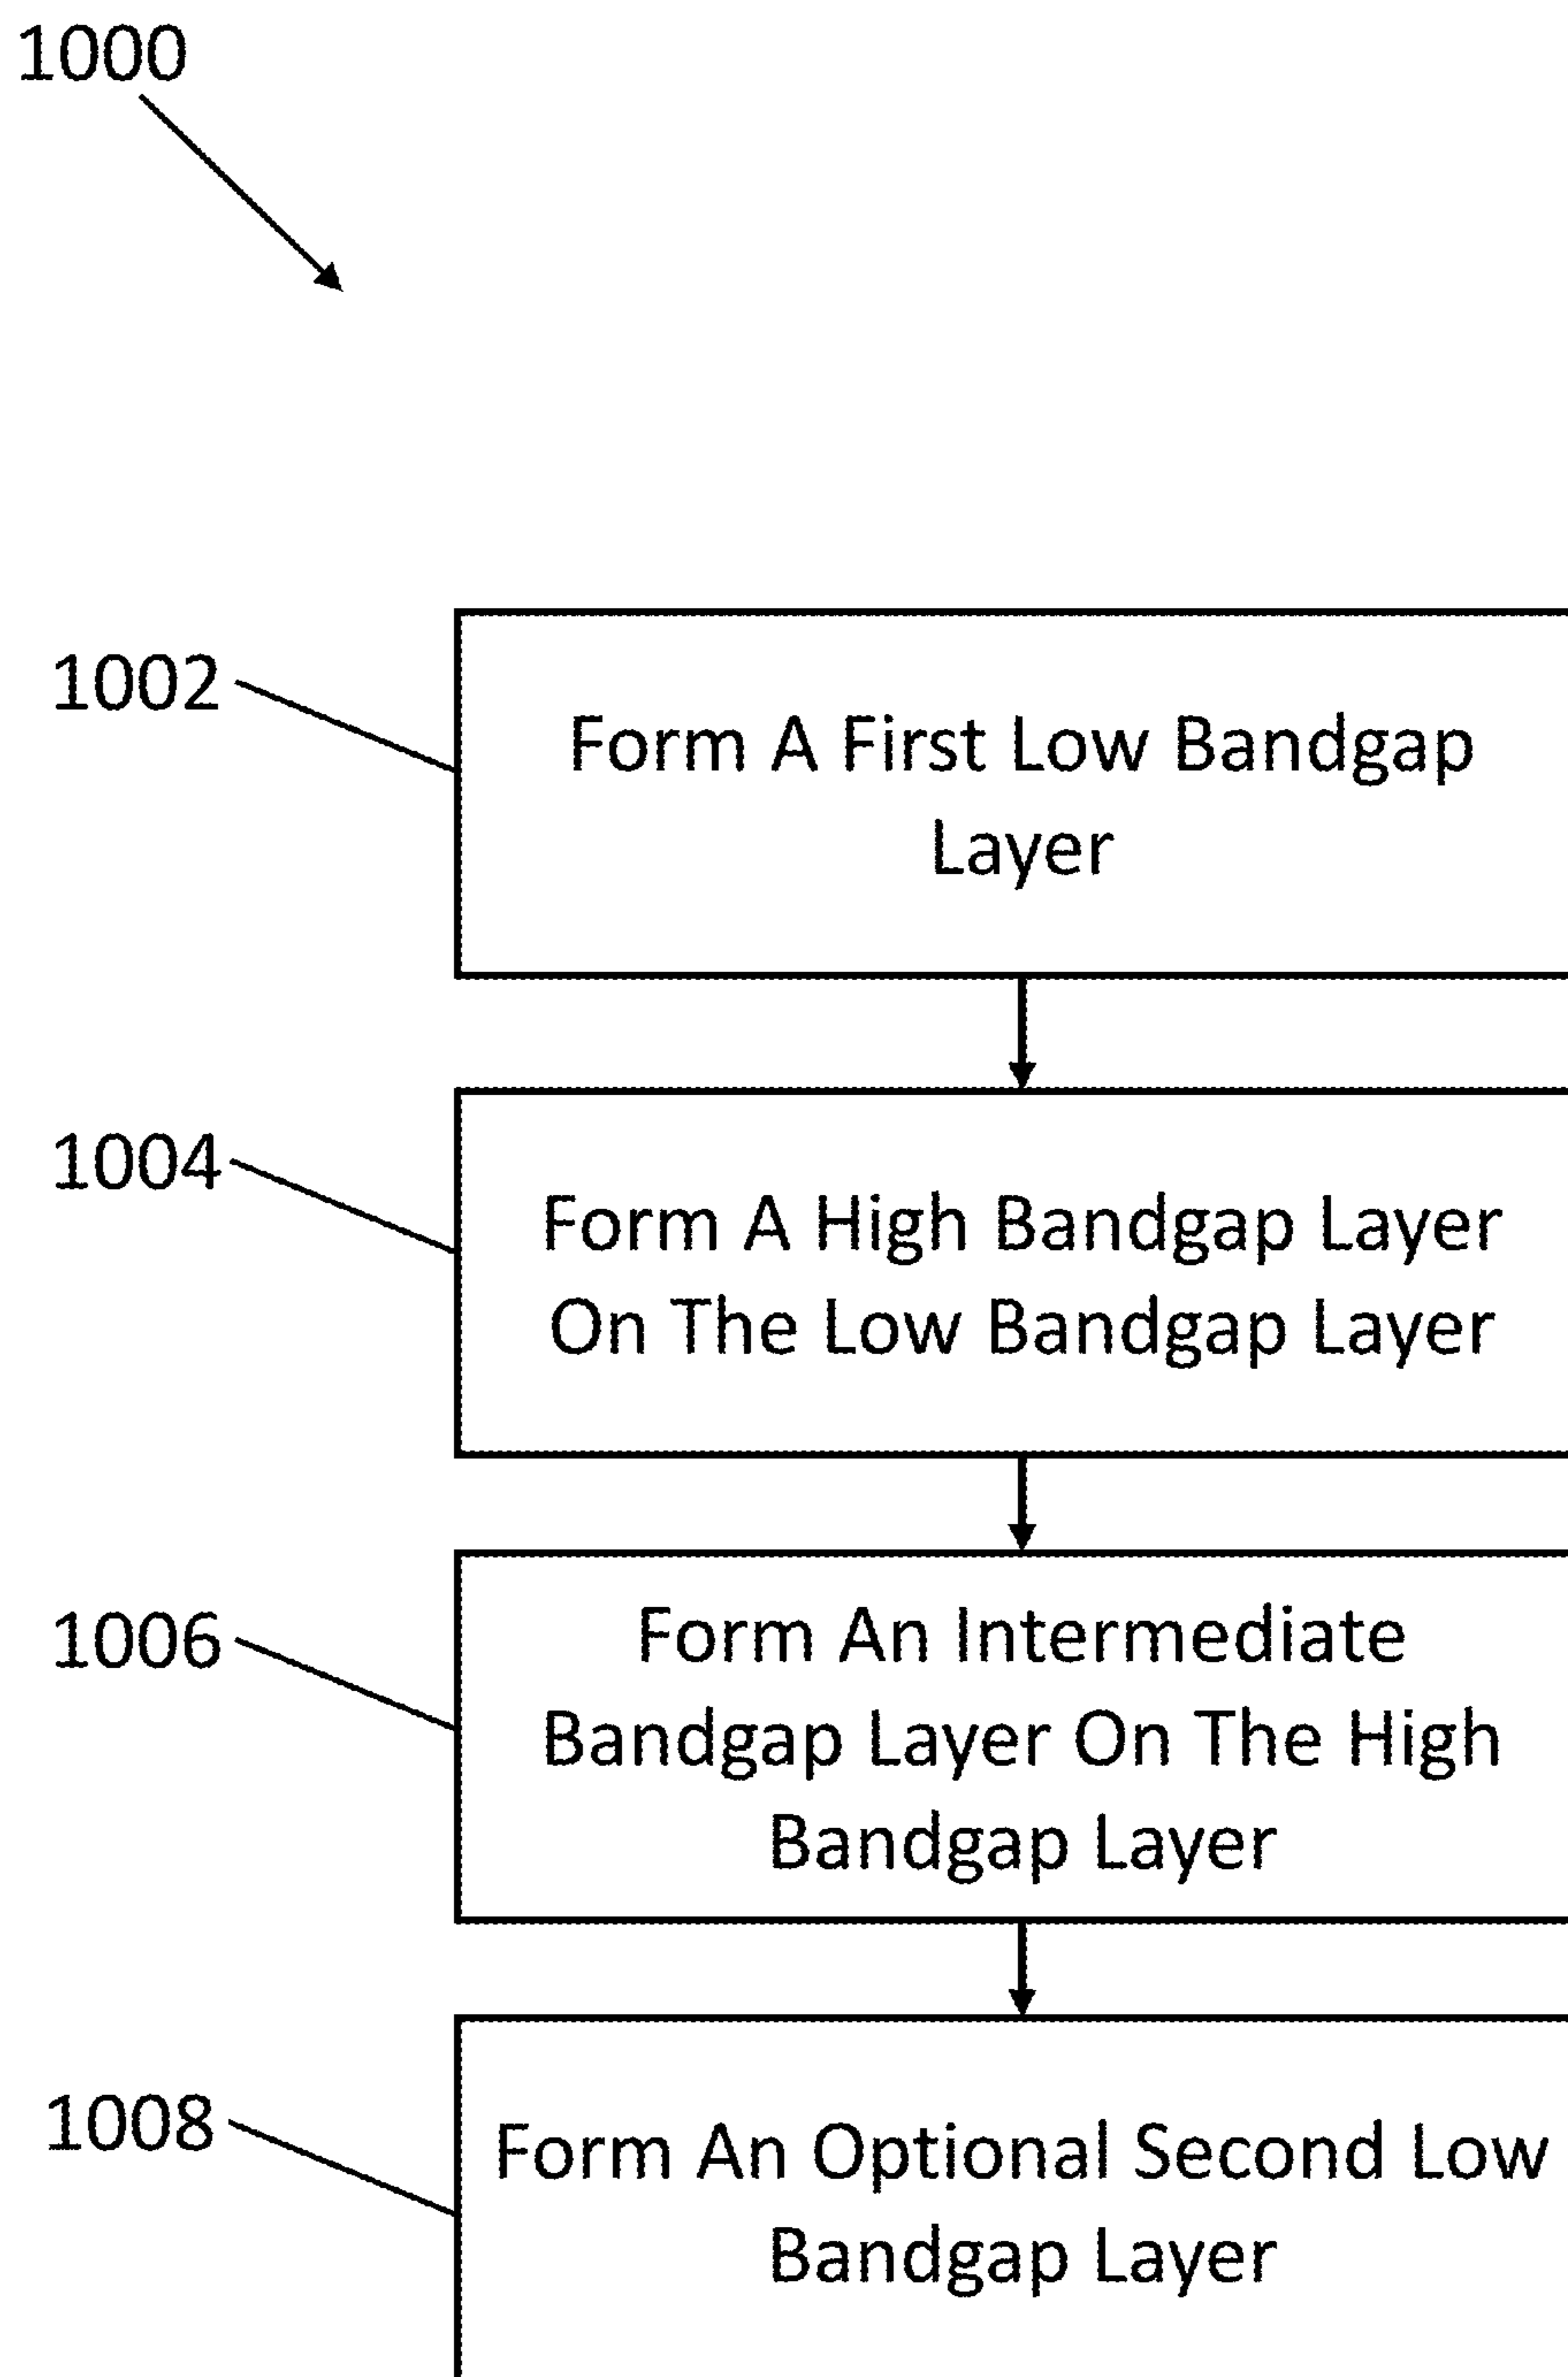 1000
1002
Form A First Low Bandgap
Layer
1004
Form A High Bandgap Layer
On The Low Bandgap Layer
1006
Form An Intermediate
Bandgap Layer On The High
Bandgap Layer
1008
Form An Optional Second Low
Bandgap Layer